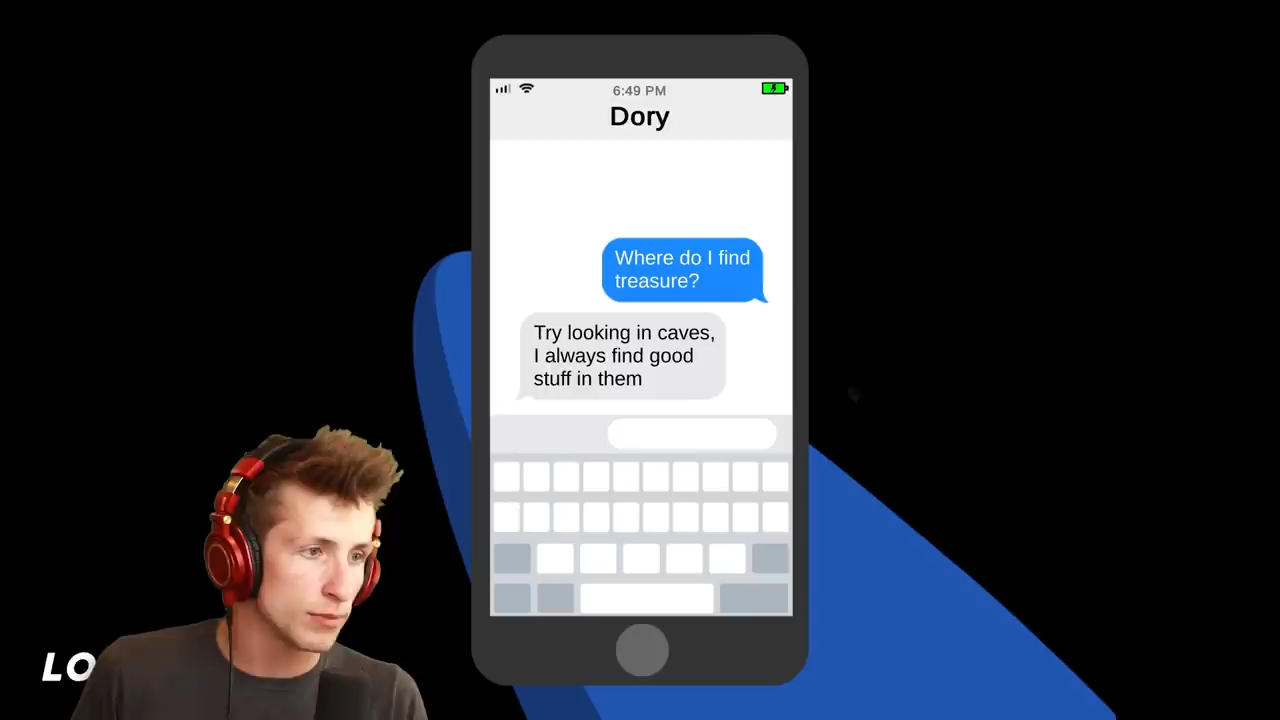 6:49 PM
Dory
Where do I find
treasure?
Try looking in caves,
I always find good
stuff in them
LO